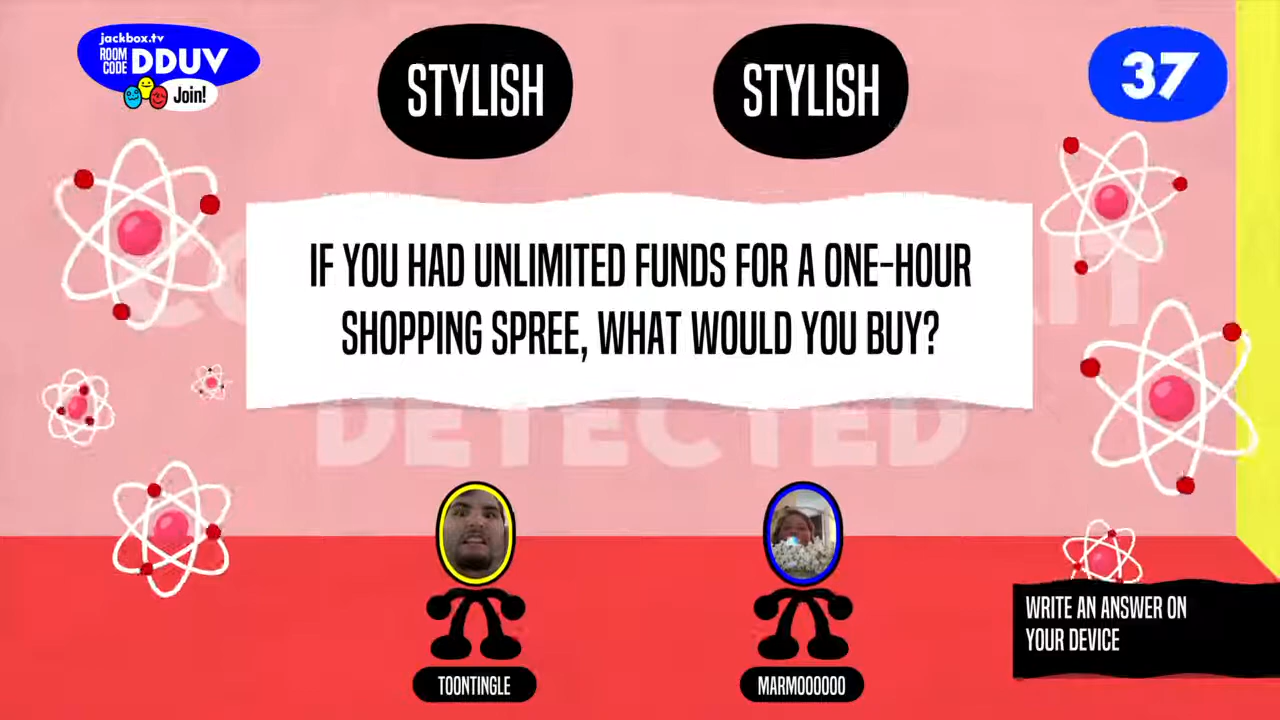 jackbox.tv
ROOM CODE DDUV
Join!
STYLISH
STYLISH
37
IF YOU HAD UNLIMITED FUNDS FOR A ONE-HOUR
SHOPPING SPREE, WHAT WOULD YOU BUY?
DETECTED
WRITE AN ANSWER ON
YOUR DEVICE
TOONTINGLE
MARMOOOOOO